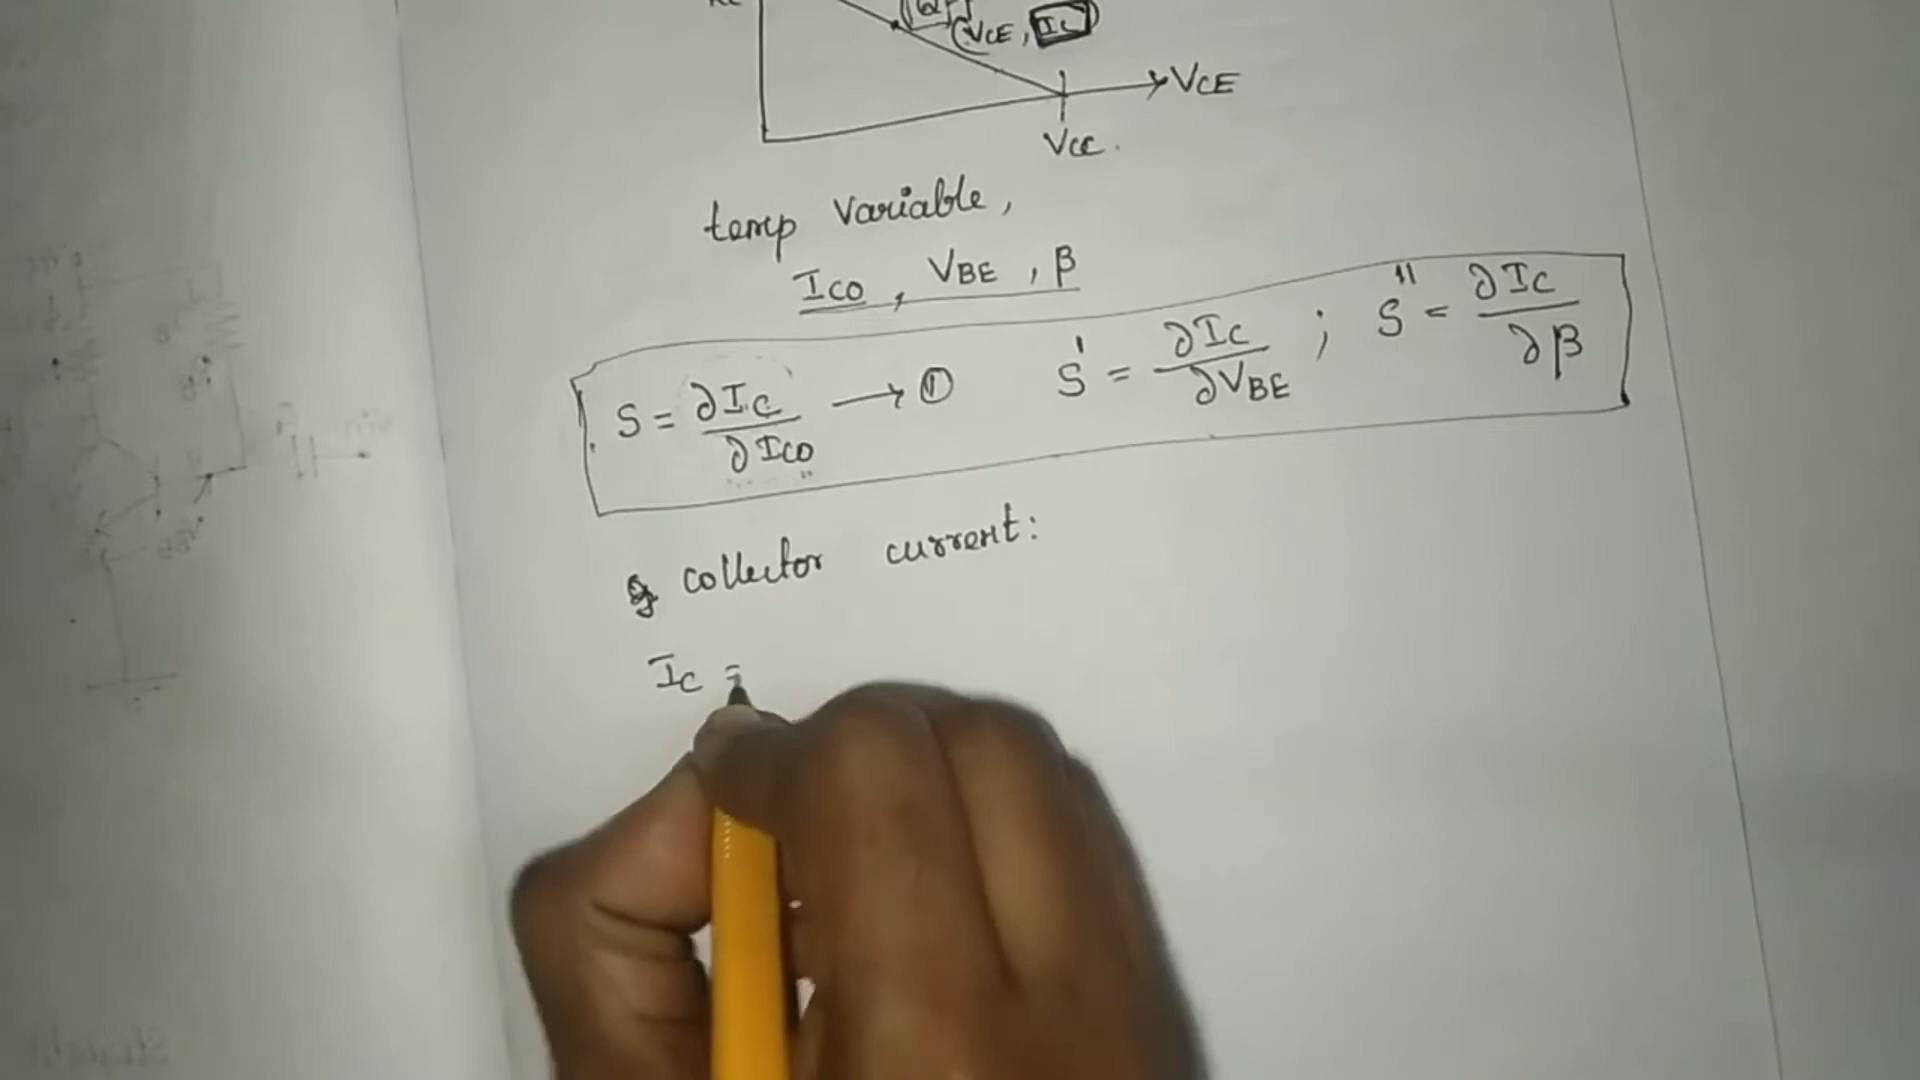 (VCE, IC)
VCE
VCC.
temp variable,
ICO, VBE, β
S = ∂IC/∂ICO → ① S' = ∂IC/∂VBE ; S'' = ∂IC/∂β
collector current:
IC =